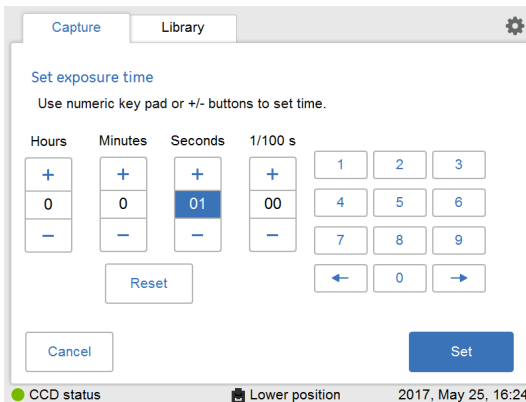 Capture Library
Set exposure time
Use numeric key pad or +/- buttons to set time.
Hours Minutes Seconds 1/100 s
+ + + + 1 2 3
0 0 01 00 4 5 6
− − − − 7 8 9
Reset ← 0 →
Cancel Set
CCD status Lower position 2017, May 25, 16:24